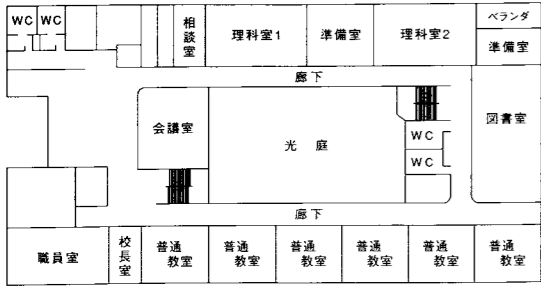 WC
WC
相談室
理科室1
準備室
理科室2
ベランダ
準備室
廊下
会議室
光庭
WC
WC
図書室
廊下
職員室
校長室
普通
教室
普通
教室
普通
教室
普通
教室
普通
教室
普通
教室